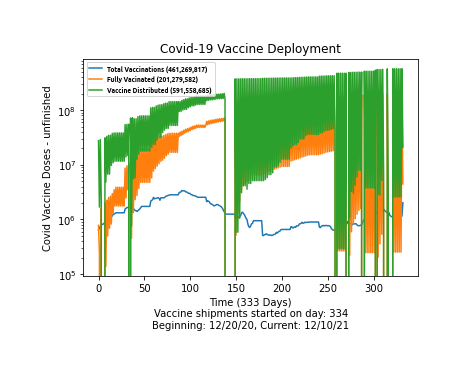 Covid-19 Vaccine Deployment
Total Vaccinations (461,269,817)
Fully Vacinated (201,279,582)
Vaccine Distributed (591,558,685)
Covid Vaccine Doses - unfinished
10⁸
10⁷
10⁶
10⁵
0 50 100 150 200 250 300
Time (333 Days)
Vaccine shipments started on day: 334
Beginning: 12/20/20, Current: 12/10/21